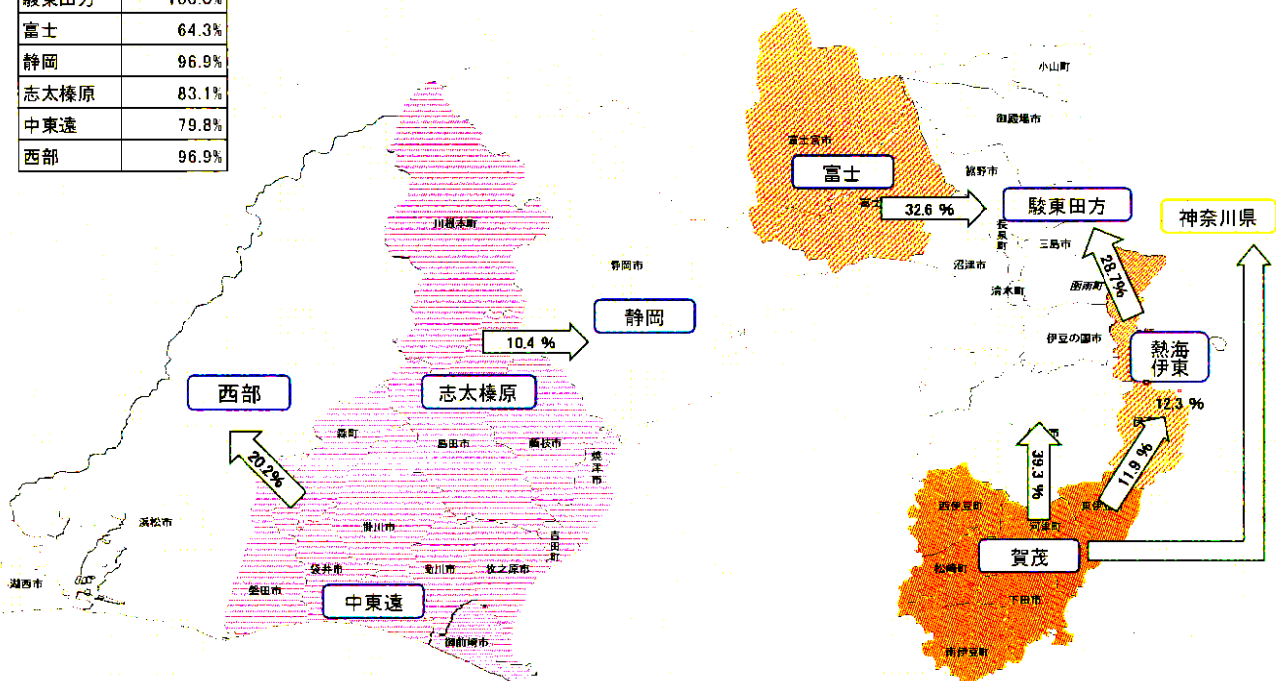 富士 64.3%
静岡 96.9%
志太榛原 83.1%
中東遠 79.8%
西部 96.9%
小山町
御殿場市
富士宮市
裾野市
富士
32.6 %
駿東田方
神奈川県
長泉町
三島市
沼津市
清水町
函南町
28.7%
伊豆の国市
熱海
伊東
12.3 %
川根本町
静岡市
静岡
10.4 %
西部
志太榛原
森町
島田市
藤枝市
焼津市
20.2%
39.3 %
11.9 %
浜松市
掛川市
吉田町
西伊豆町
河津町
湖西市
磐田市
袋井市
菊川市
牧之原市
松崎町
賀茂
中東遠
下田市
御前崎市
南伊豆町